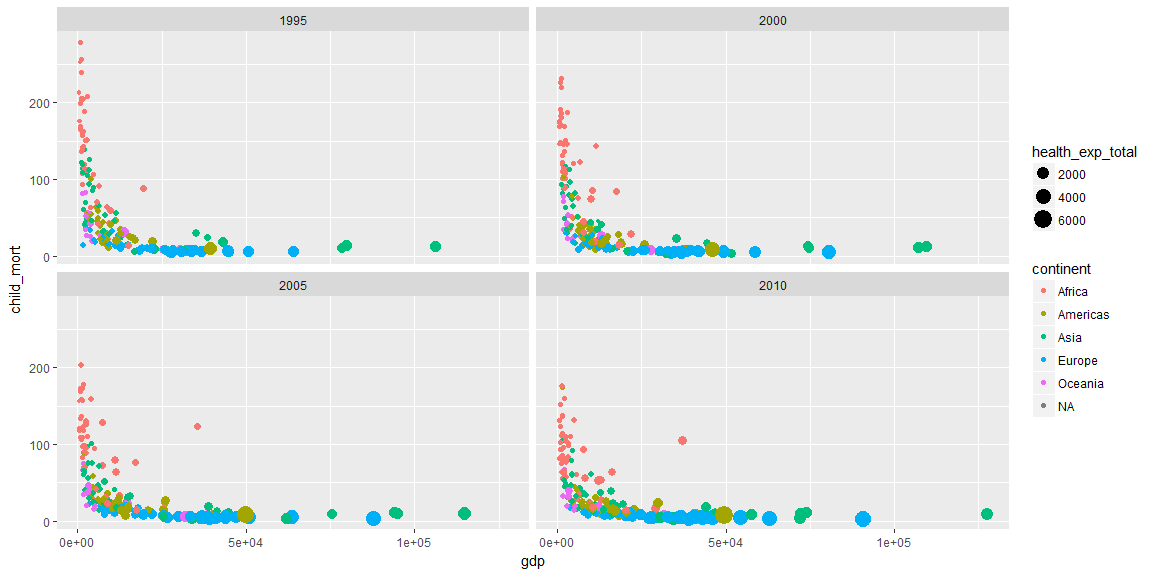 1995
2000
200
100
0
2005
2010
200
100
0
0e+00
5e+04
1e+05
0e+00
5e+04
1e+05
gdp
child_mort
health_exp_total
2000
4000
6000
continent
Africa
Americas
Asia
Europe
Oceania
NA